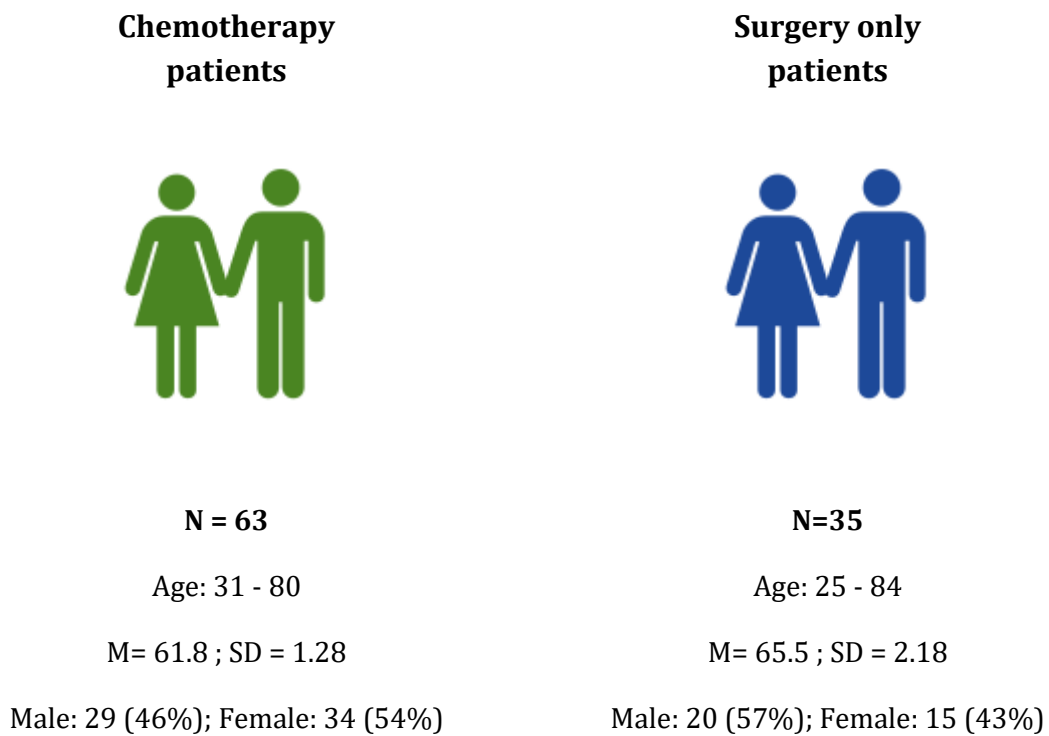 Chemotherapy
patients
N = 63
Age: 31 - 80
M= 61.8 ; SD = 1.28
Male: 29 (46%); Female: 34 (54%)
Surgery only
patients
N=35
Age: 25 - 84
M= 65.5 ; SD = 2.18
Male: 20 (57%); Female: 15 (43%)